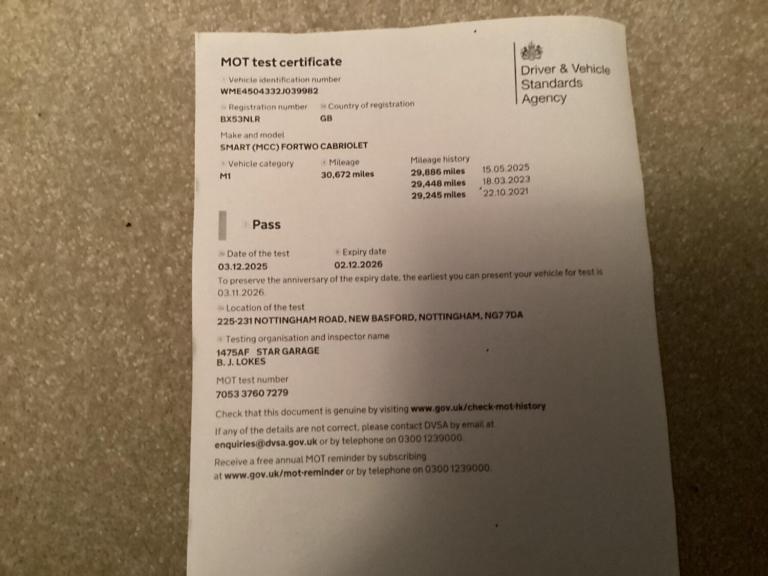 MOT test certificate
Driver & Vehicle
Standards
Agency
Vehicle identification number
WME4504332J039982
Registration number Country of registration
BX53NLR GB
Make and model
SMART (MCC) FORTWO CABRIOLET
Vehicle category Mileage Mileage history
M1 30,672 miles 29,886 miles 15.05.2025
29,448 miles 18.03.2023
29,245 miles 22.10.2021
Pass
Date of the test Expiry date
03.12.2025 02.12.2026
To preserve the anniversary of the expiry date, the earliest you can present your vehicle for test is
03.11.2026.
Location of the test
225-231 NOTTINGHAM ROAD, NEW BASFORD, NOTTINGHAM, NG7 7DA
Testing organisation and inspector name
1475AF STAR GARAGE
B. J. LOKES
MOT test number
7053 3760 7279
Check that this document is genuine by visiting www.gov.uk/check-mot-history
If any of the details are not correct, please contact DVSA by email at
enquiries@dvsa.gov.uk or by telephone on 0300 1239000.
Receive a free annual MOT reminder by subscribing
at www.gov.uk/mot-reminder or by telephone on 0300 1239000.